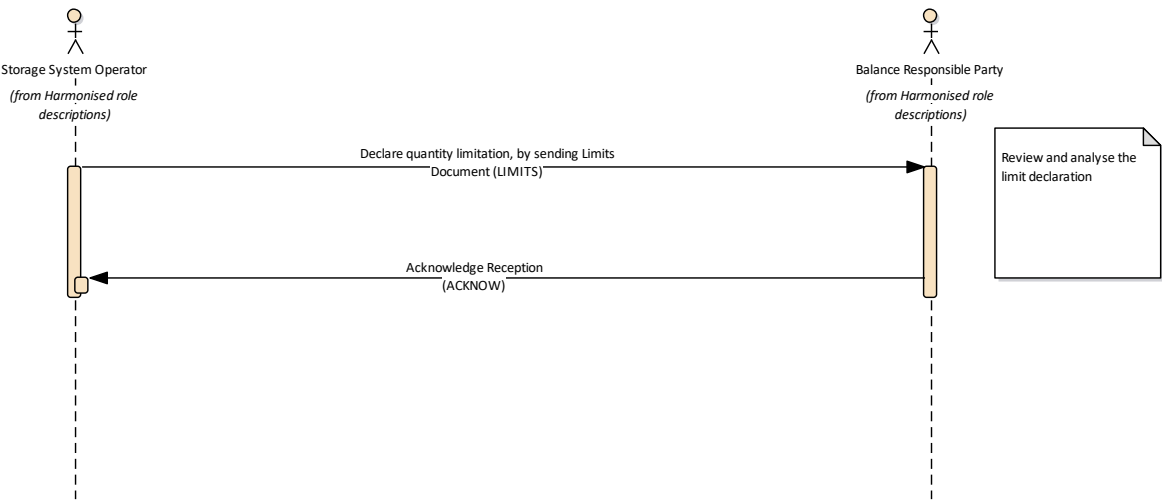 Storage System Operator
(from Harmonised role
descriptions)
Balance Responsible Party
(from Harmonised role
descriptions)
Declare quantity limitation, by sending Limits
Document (LIMITS)
Review and analyse the
limit declaration
Acknowledge Reception
(ACKNOW)